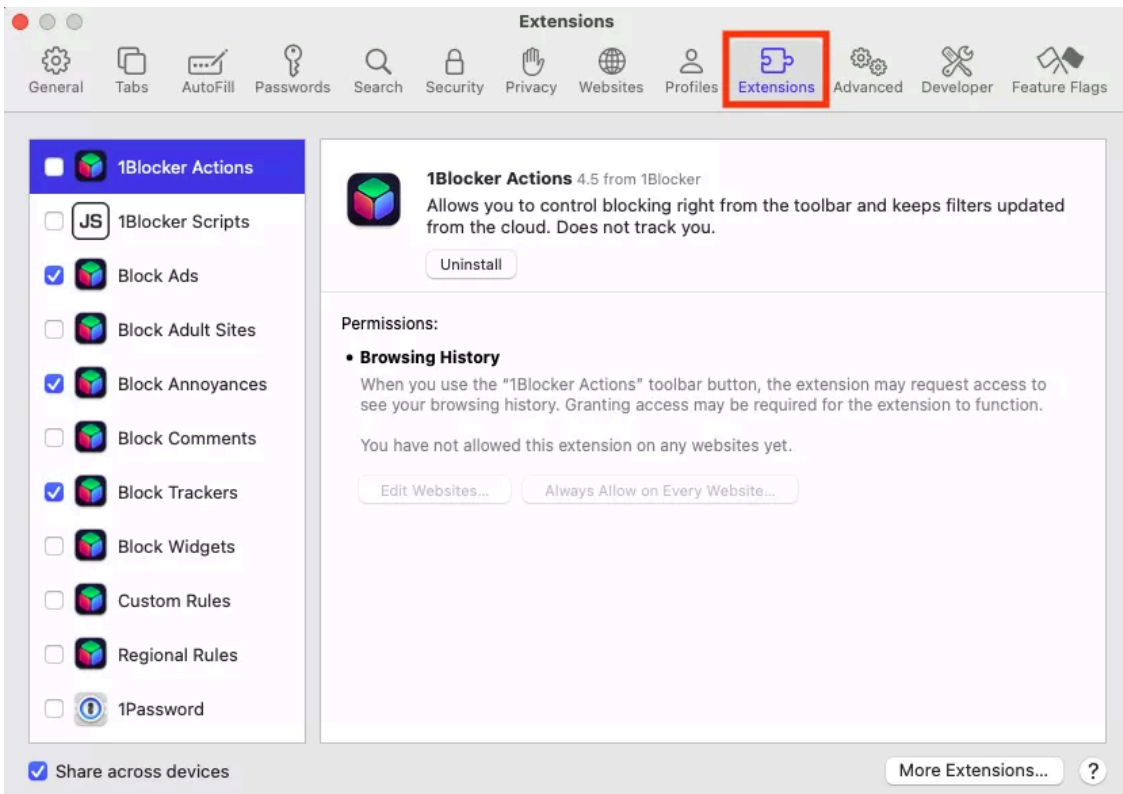 Extensions
General
Tabs
AutoFill
Passwords
Search
Security
Privacy
Websites
Profiles
Extensions
Advanced
Developer
Feature Flags
1Blocker Actions
JS
1Blocker Scripts
Block Ads
Block Adult Sites
Block Annoyances
Block Comments
Block Trackers
Block Widgets
Custom Rules
Regional Rules
1Password
1Blocker Actions 4.5 from 1Blocker
Allows you to control blocking right from the toolbar and keeps filters updated
from the cloud. Does not track you.
Uninstall
Permissions:
• Browsing History
When you use the “1Blocker Actions” toolbar button, the extension may request access to
see your browsing history. Granting access may be required for the extension to function.
You have not allowed this extension on any websites yet.
Edit Websites...
Always Allow on Every Website...
Share across devices
More Extensions...
?